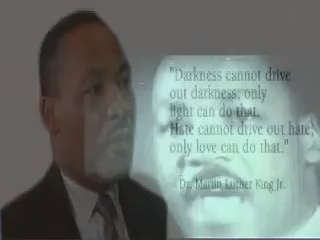 "Darkness cannot drive
out darkness; only
light can do that.
Hate cannot drive out hate;
only love can do that."
Dr. Martin Luther King Jr.